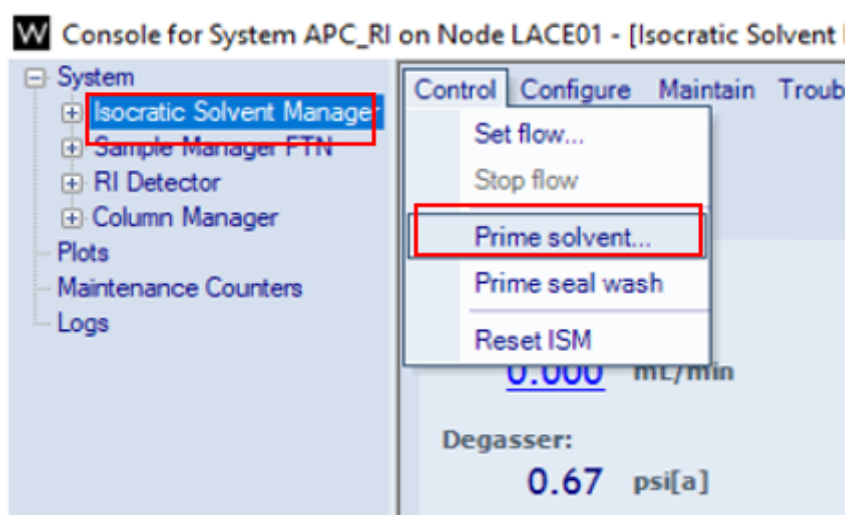 W Console for System APC_RI on Node LACE01 - [Isocratic Solvent
System
Isocratic Solvent Manager
Sample Manager FTN
RI Detector
Column Manager
Plots
Maintenance Counters
Logs
Control Configure Maintain Troub
Set flow...
Stop flow
Prime solvent...
Prime seal wash
Reset ISM
0.000 mL/min
Degasser:
0.67 psi[a]